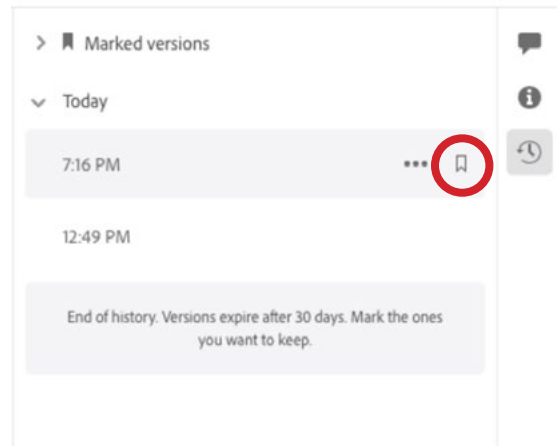 Marked versions
Today
7:16 PM
12:49 PM
End of history. Versions expire after 30 days. Mark the ones
you want to keep.